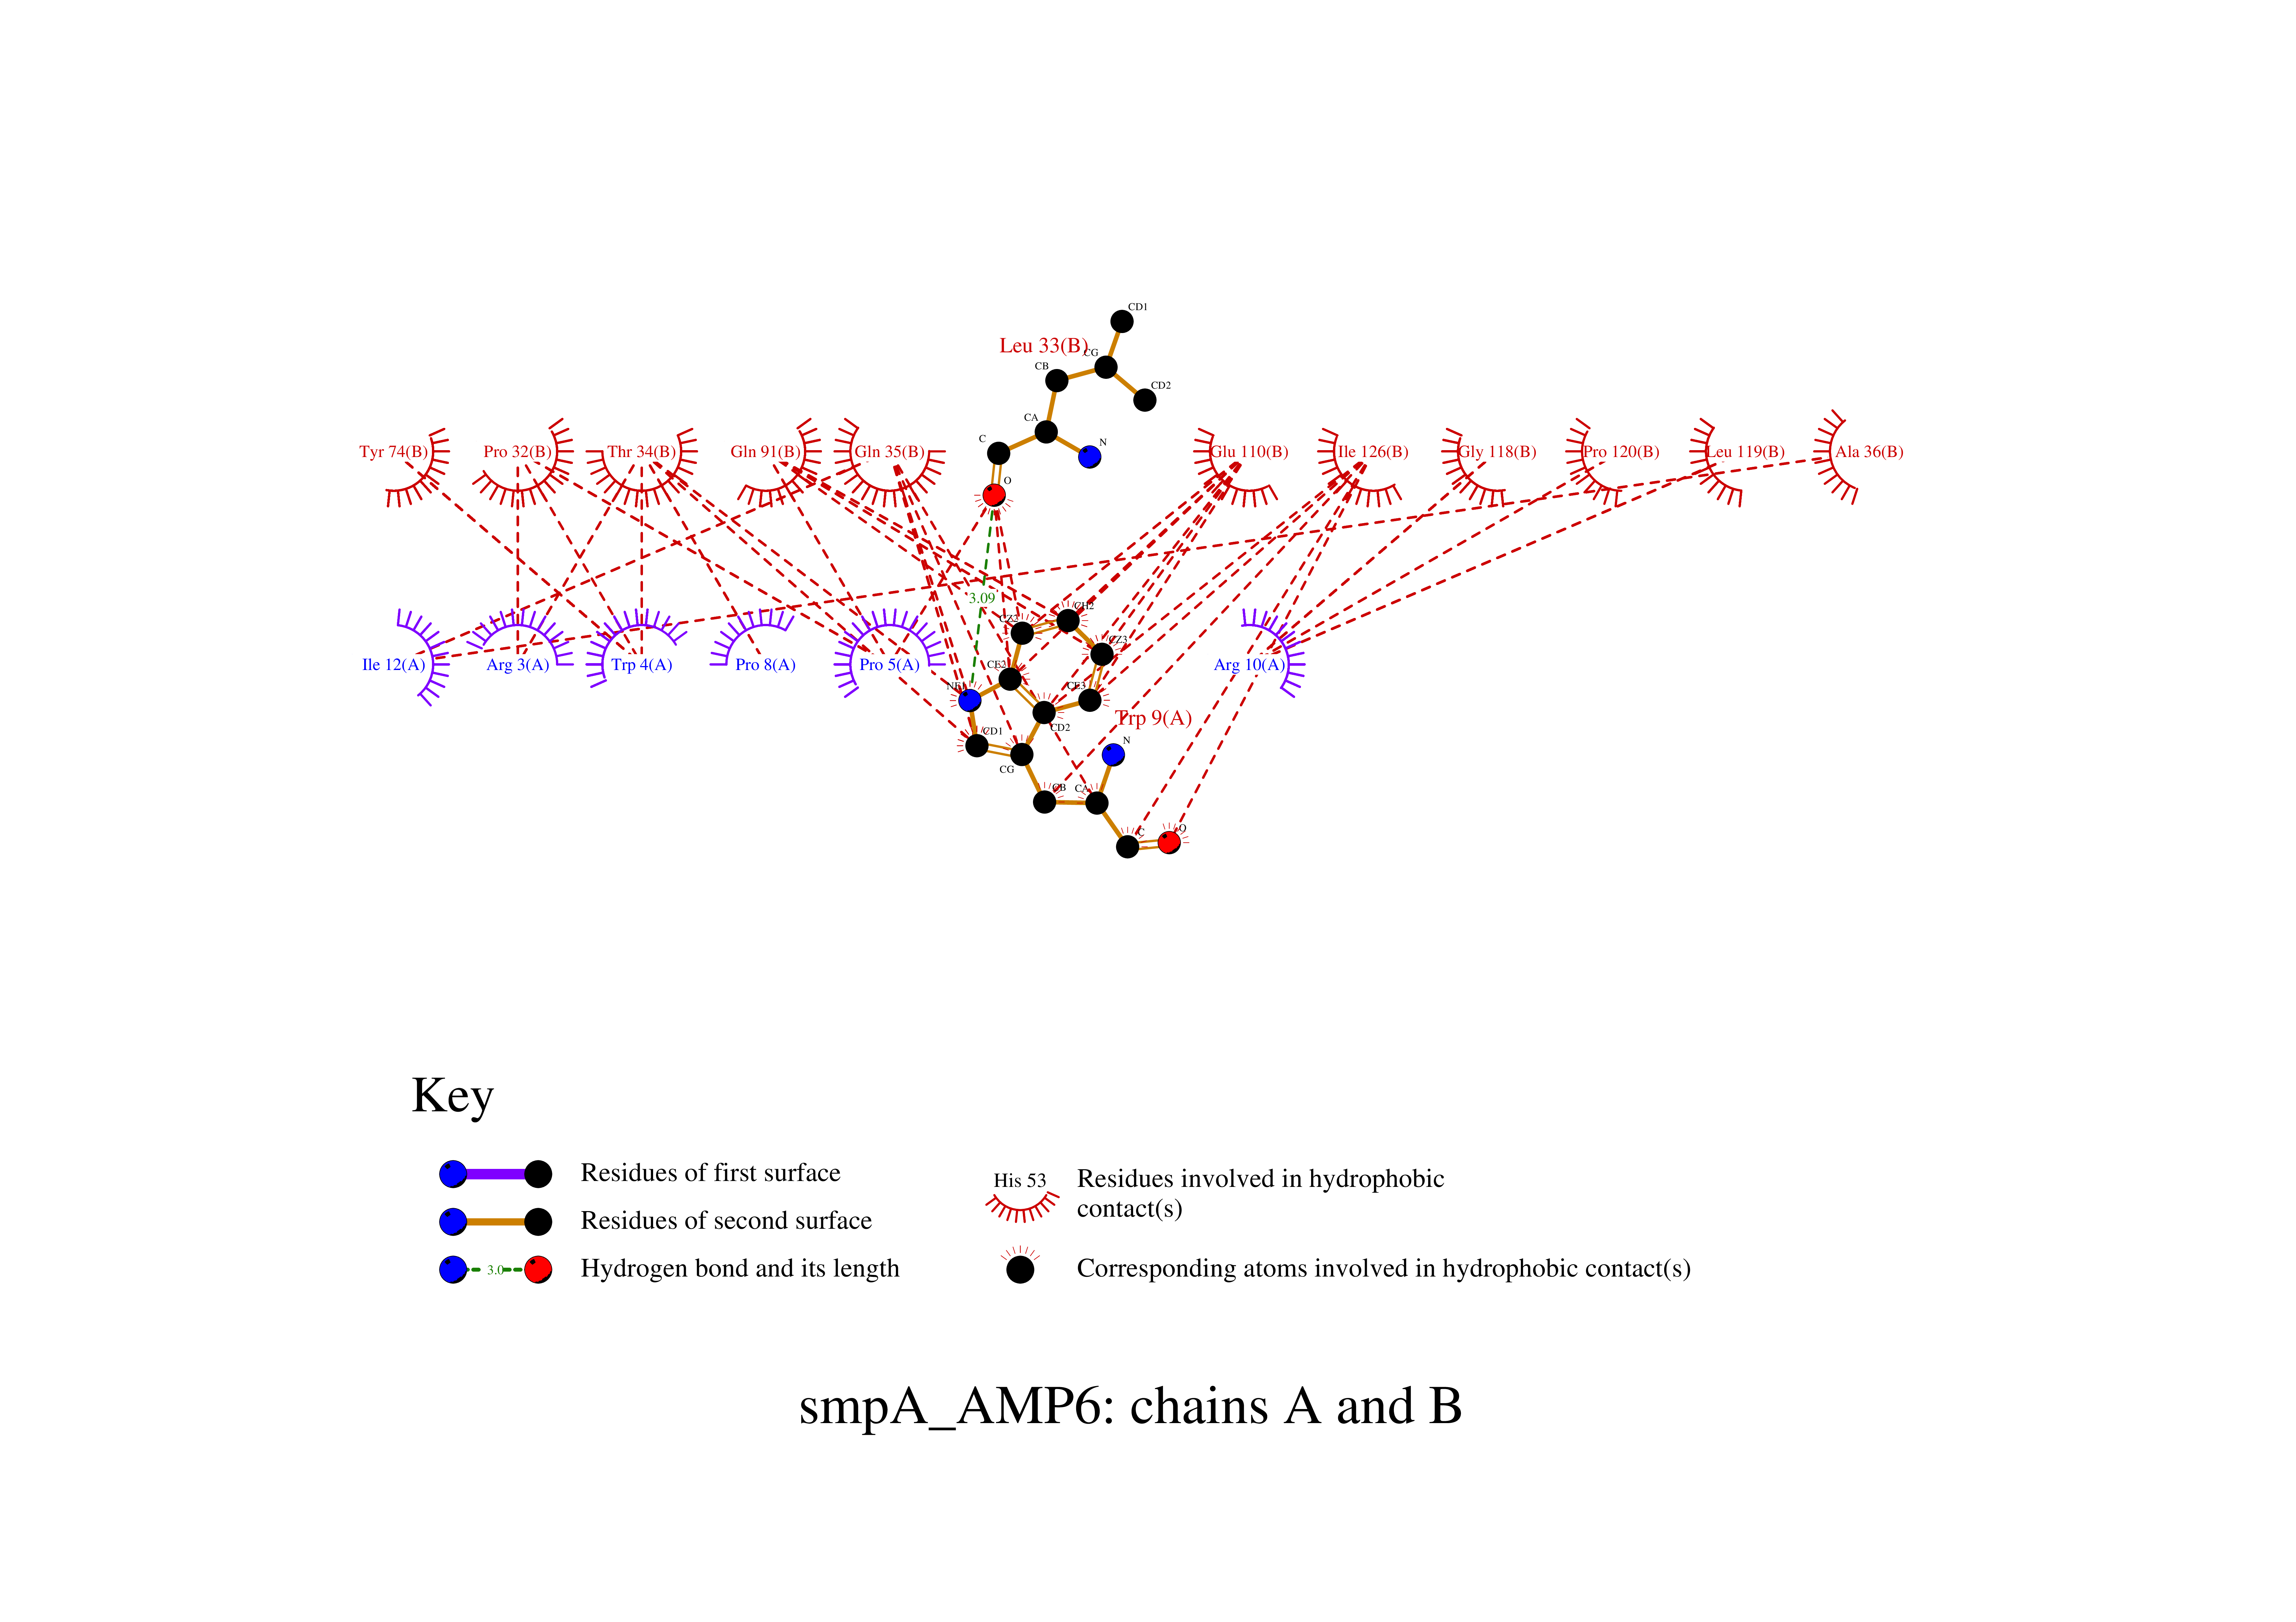 CD1
Leu 33(B)
CG
CB
CD2
CA
C
N
Tyr 74(B) Pro 32(B) Thr 34(B) Gln 91(B) Gln 35(B) Glu 110(B) Ile 126(B) Gly 118(B) Pro 120(B) Leu 119(B) Ala 36(B)
O
3.09
CH2
CZ2
CZ3
Ile 12(A) Arg 3(A) Trp 4(A) Pro 8(A) Pro 5(A) CE2 Arg 10(A)
NE1 CE3
Trp 9(A)
CD1 CD2
N
CG
CB CA
C O
Key
Residues of first surface
Residues of second surface
3.0 Hydrogen bond and its length
His 53 Residues involved in hydrophobic
contact(s)
Corresponding atoms involved in hydrophobic contact(s)
smpA_AMP6: chains A and B